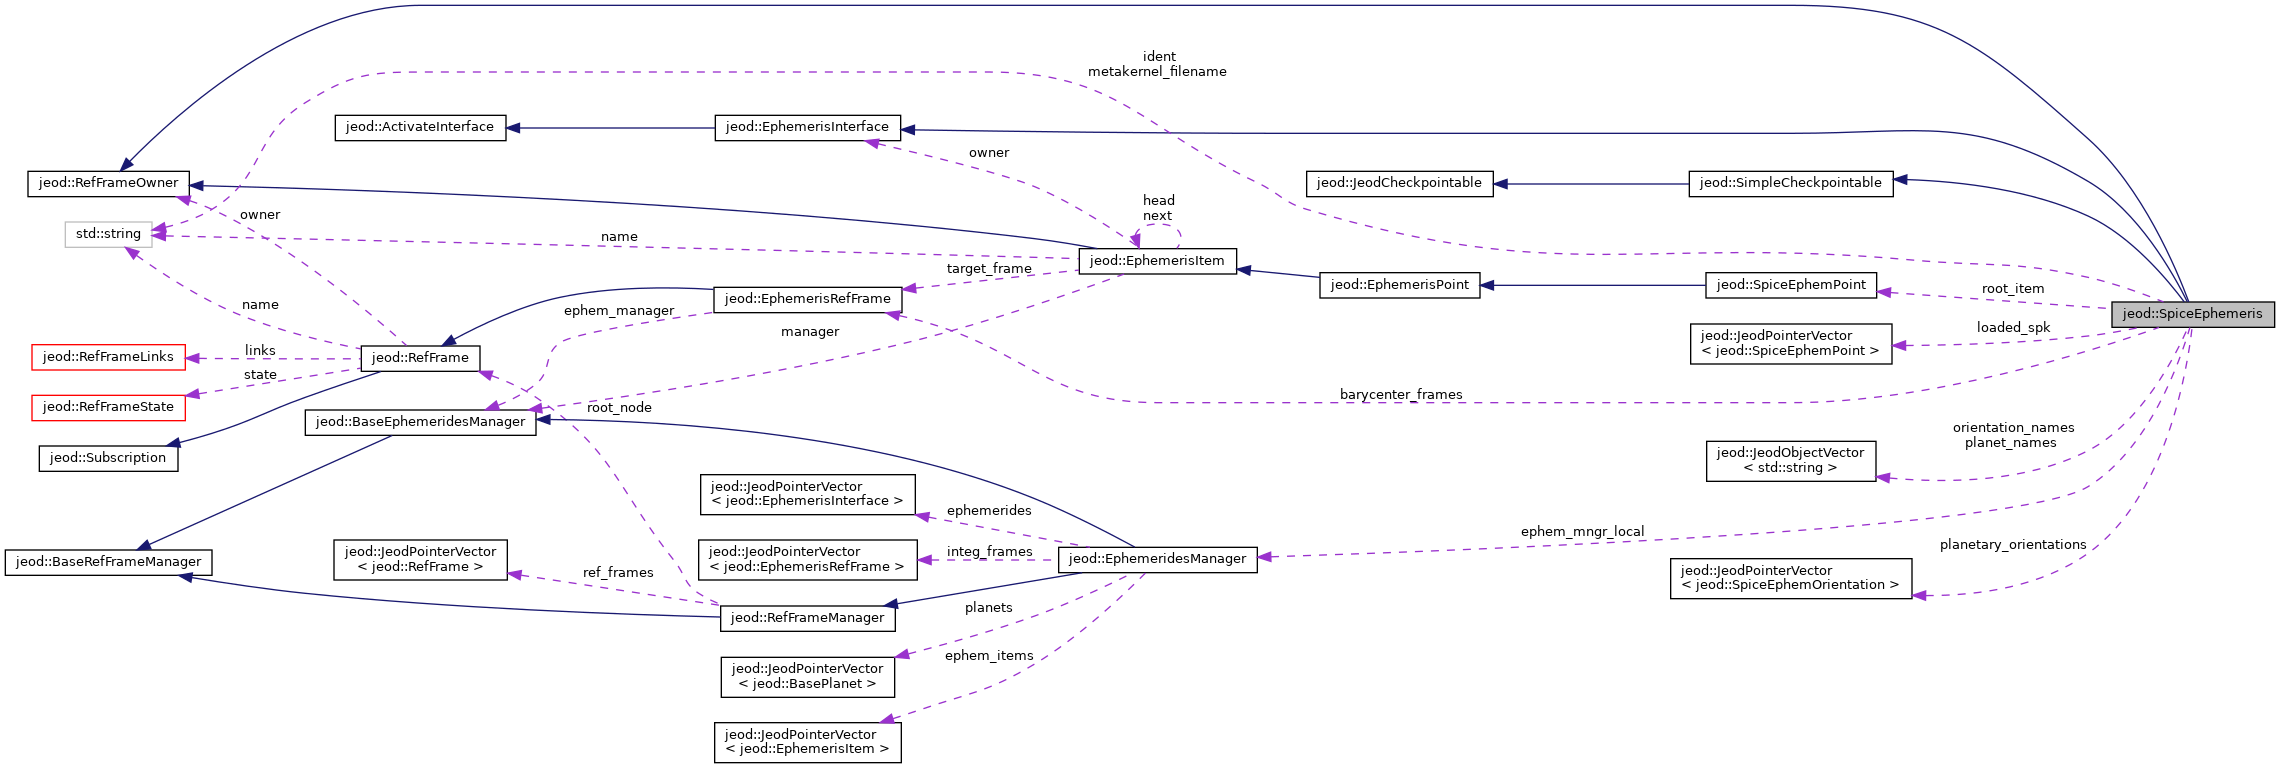 ident
metakernel_filename
jeod::ActivateInterface
jeod::EphemerisInterface
owner
jeod::RefFrameOwner
jeod::JeodCheckpointable
jeod::SimpleCheckpointable
head
next
owner
std::string
name
jeod::EphemerisItem
target_frame
jeod::EphemerisPoint
jeod::SpiceEphemPoint
root_item
jeod::SpiceEphemeris
jeod::EphemerisRefFrame
name
ephem_manager
manager
loaded_spk
jeod::JeodPointerVector
< jeod::SpiceEphemPoint >
jeod::RefFrameLinks
links
jeod::RefFrame
state
jeod::RefFrameState
barycenter_frames
root_node
jeod::BaseEphemeridesManager
orientation_names
planet_names
jeod::Subscription
jeod::JeodObjectVector
< std::string >
jeod::JeodPointerVector
< jeod::EphemerisInterface >
ephemerides
ephem_mngr_local
planetary_orientations
jeod::BaseRefFrameManager
jeod::JeodPointerVector
< jeod::RefFrame >
ref_frames
jeod::JeodPointerVector
< jeod::EphemerisRefFrame >
integ_frames
jeod::EphemeridesManager
jeod::JeodPointerVector
< jeod::SpiceEphemOrientation >
jeod::RefFrameManager
planets
jeod::JeodPointerVector
< jeod::BasePlanet >
ephem_items
jeod::JeodPointerVector
< jeod::EphemerisItem >